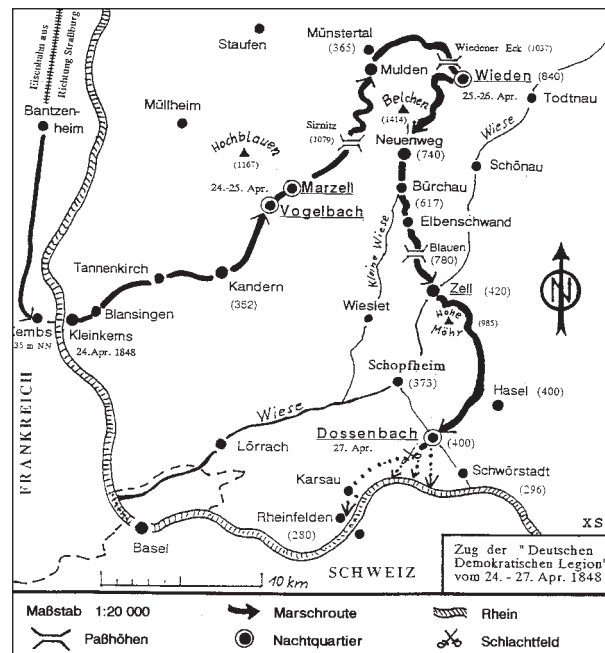 Eisenbahn aus
Richtung Straßburg
Staufen
Münstertal
(365)
Wiedener Eck (1037)
Mulden
Wieden (840)
25.-26. Apr.
Todtnau
Bantzen-
heim
Müllheim
Belchen
(1414)
Wiese
Sirnitz
(1079)
Hochblauen
(1167)
Neuenweg
(740)
Schönau
24.-25. Apr.
Marzell
Vogelbach
Bürchau
(617)
Elbenschwand
Blauen
(780)
Kleine Wiese
Tannenkirch
Kandern
(352)
Zell (420)
Blansingen
Wieslet
Hohe
Möhr
(985)
Kembs
35 m NN
Kleinkems
24. Apr. 1848
Schopfheim
(373)
Hasel (400)
FRANKREICH
Wiese
Dossenbach
27. Apr.
(400)
Lörrach
Karsau
Schwörstadt
(296)
Rheinfelden
(280)
Basel
XS
10 km
SCHWEIZ
Zug der "Deutschen
Demokratischen Legion"
vom 24. - 27. Apr. 1848
Maßstab 1:20 000
Marschroute
Rhein
Paßhöhen
Nachtquartier
Schlachtfeld